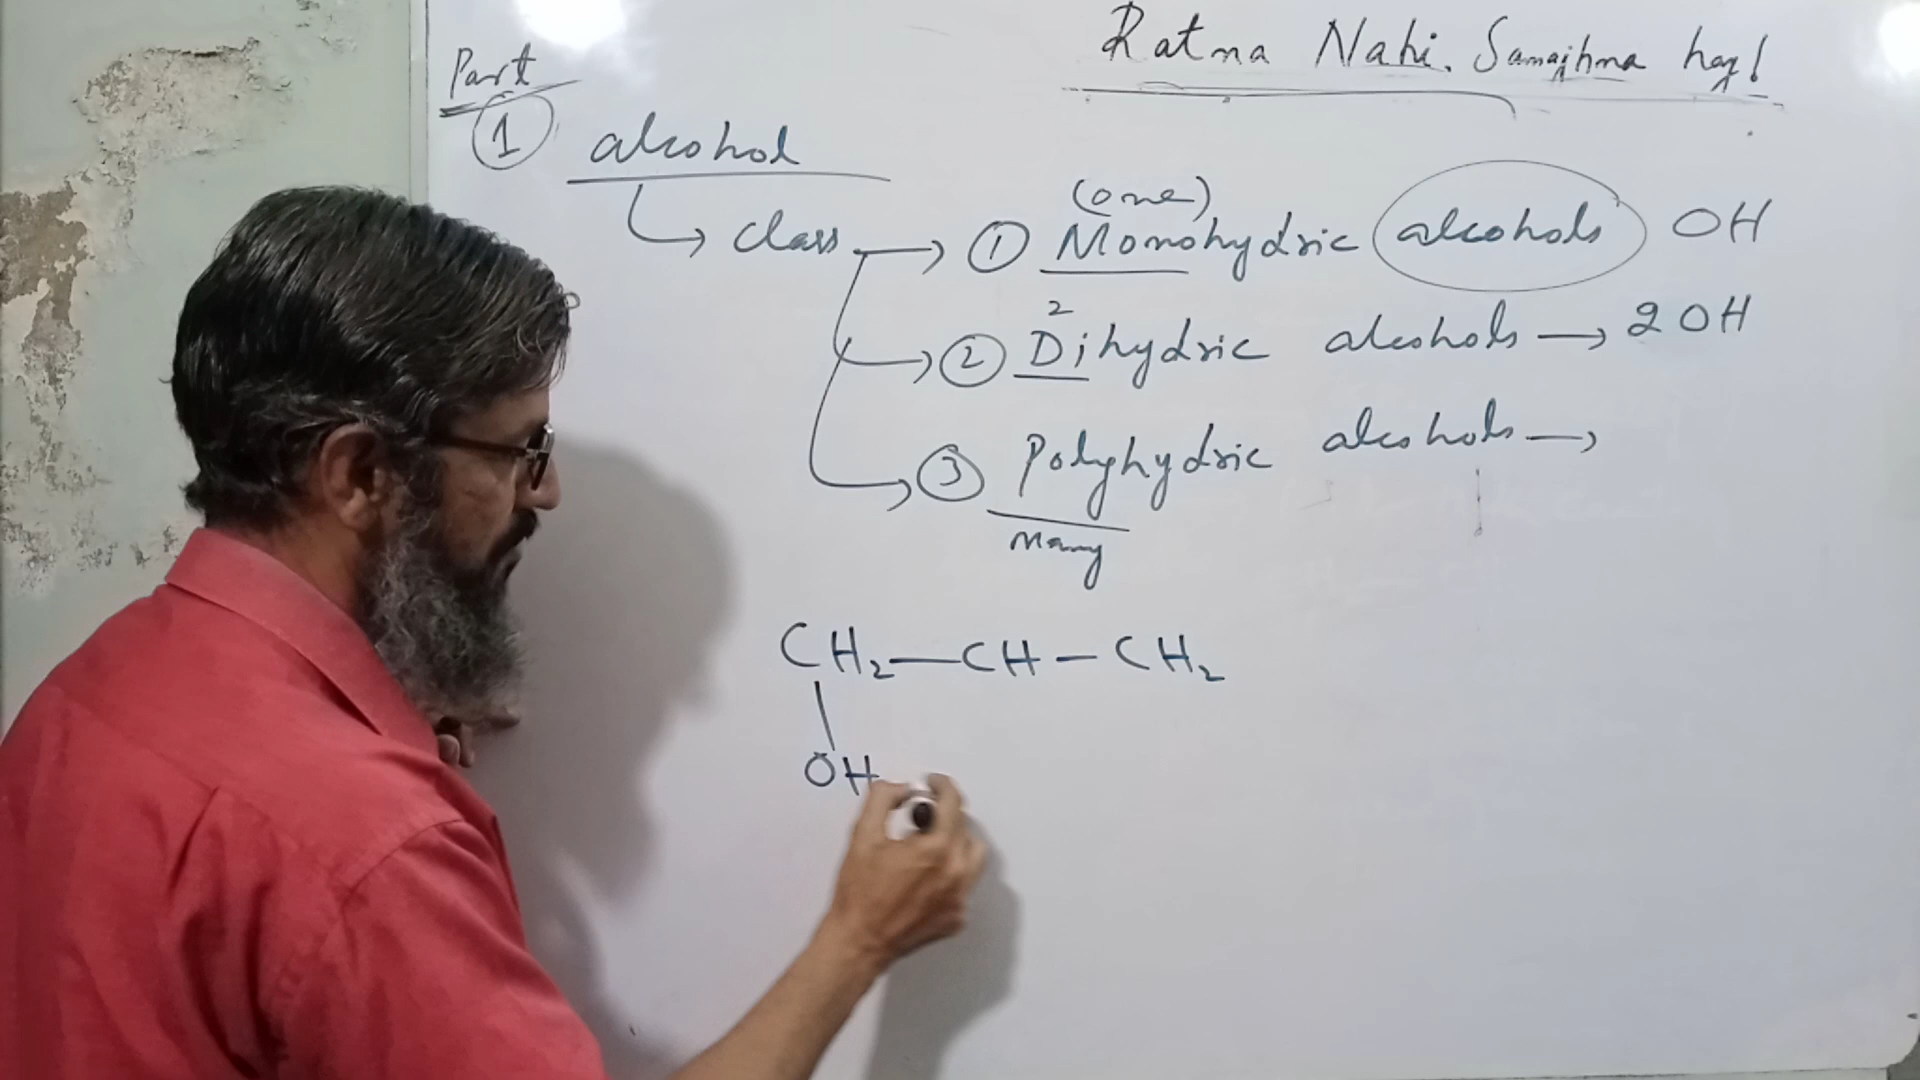 Ratna Nahi. Samajhna hay!
Part
1 alcohol
(one)
class → 1 Monohydric alcohols OH
2
→ 2 Dihydric alcohols → 2 OH
→ 3 Polyhydric alcohols →
Many
CH₂—CH—CH₂
OH